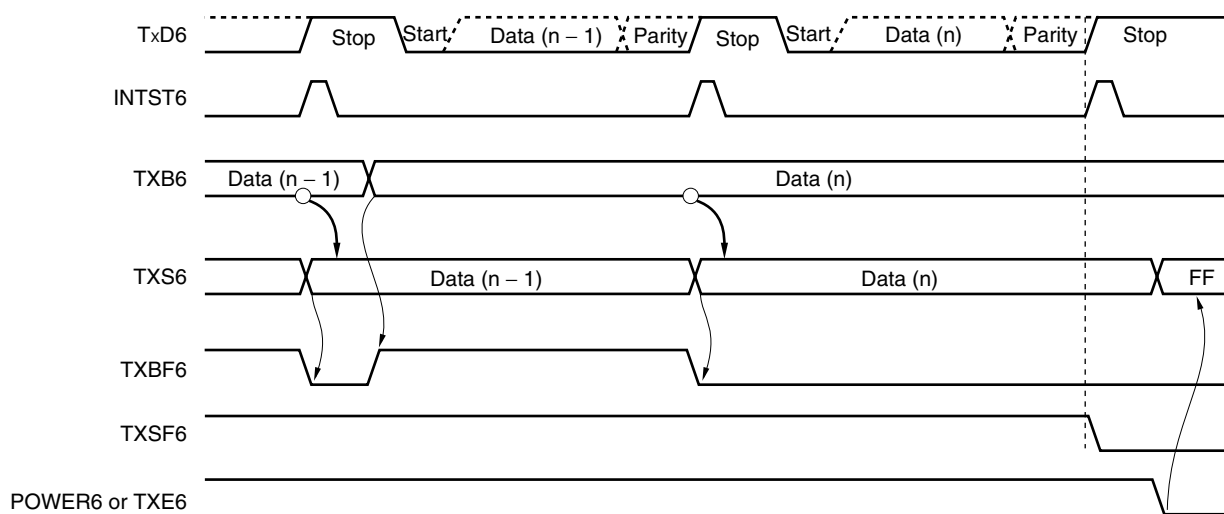 TxD6 Stop Start Data (n − 1) Parity Stop Start Data (n) Parity Stop
INTST6
TXB6 Data (n − 1) Data (n)
TXS6 Data (n − 1) Data (n) FF
TXBF6
TXSF6
POWER6 or TXE6